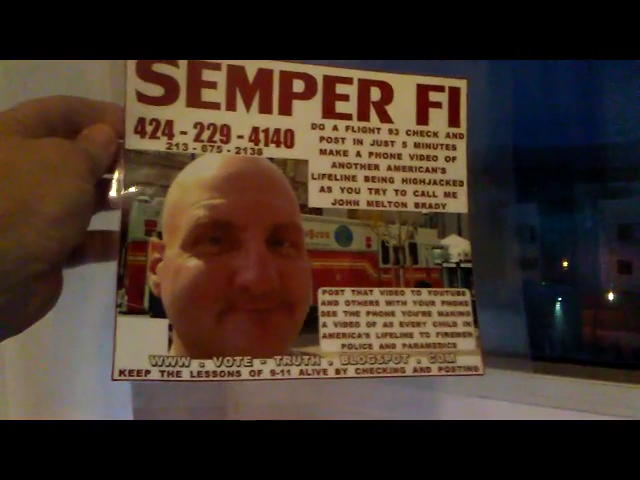 SEMPER FI
424 - 229 - 4140
213 - 675 - 2138
DO A FLIGHT 93 CHECK AND
POST IN JUST 5 MINUTES
MAKE A PHONE VIDEO OF
ANOTHER AMERICAN'S
LIFELINE BEING HIGHJACKED
AS YOU TRY TO CALL ME
JOHN MELTON BRADY
POST THAT VIDEO TO YOUTUBE
AND OTHERS WITH YOUR PHONE
SEE THE PHONE YOU'RE MAKING
A VIDEO OF AS EVERY CHILD IN
AMERICA'S LIFELINE TO FIREMEN
POLICE AND PARAMEDICS
WWW . VOTE - TRUTH . BLOGSPOT . COM
KEEP THE LESSONS OF 9-11 ALIVE BY CHECKING AND POSTING